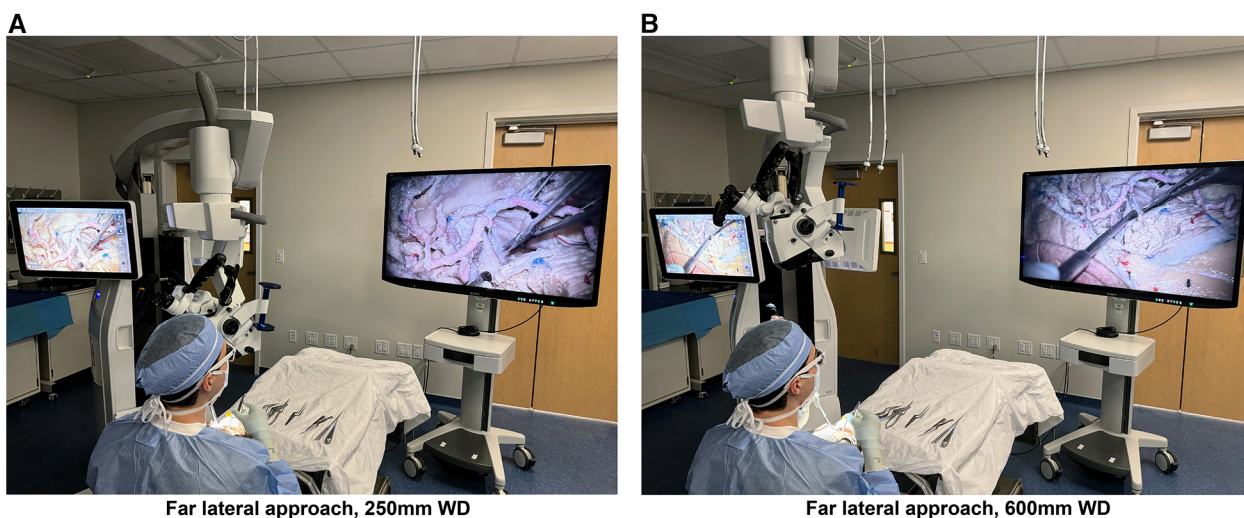 A
B
Far lateral approach, 250mm WD
Far lateral approach, 600mm WD